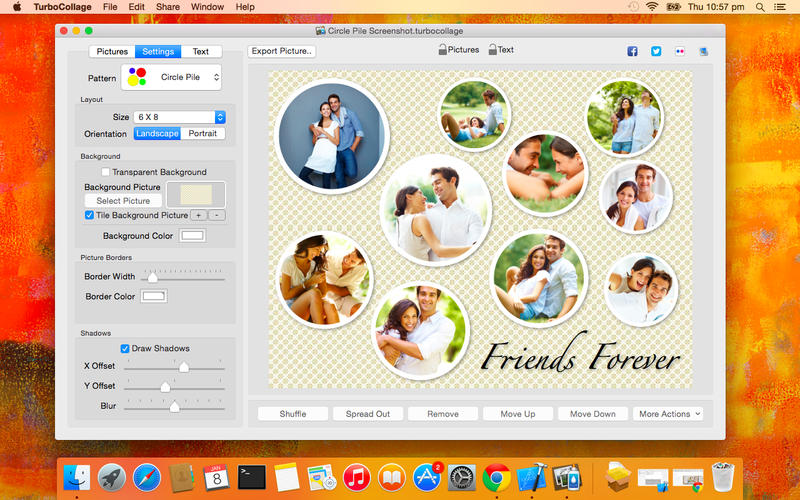 TurboCollage File Edit Share Window Help Thu 10:57 pm
Circle Pile Screenshot.turbocollage
Pictures Settings Text
Export Picture..
Pictures Text
Pattern Circle Pile
Layout
Size 6 X 8
Orientation Landscape Portrait
Background
Transparent Background
Background Picture
Select Picture
Tile Background Picture + -
Background Color
Picture Borders
Border Width
Border Color
Shadows
Draw Shadows
X Offset
Y Offset
Blur
Friends Forever
Shuffle Spread Out Remove Move Up Move Down More Actions
JAN
8
2